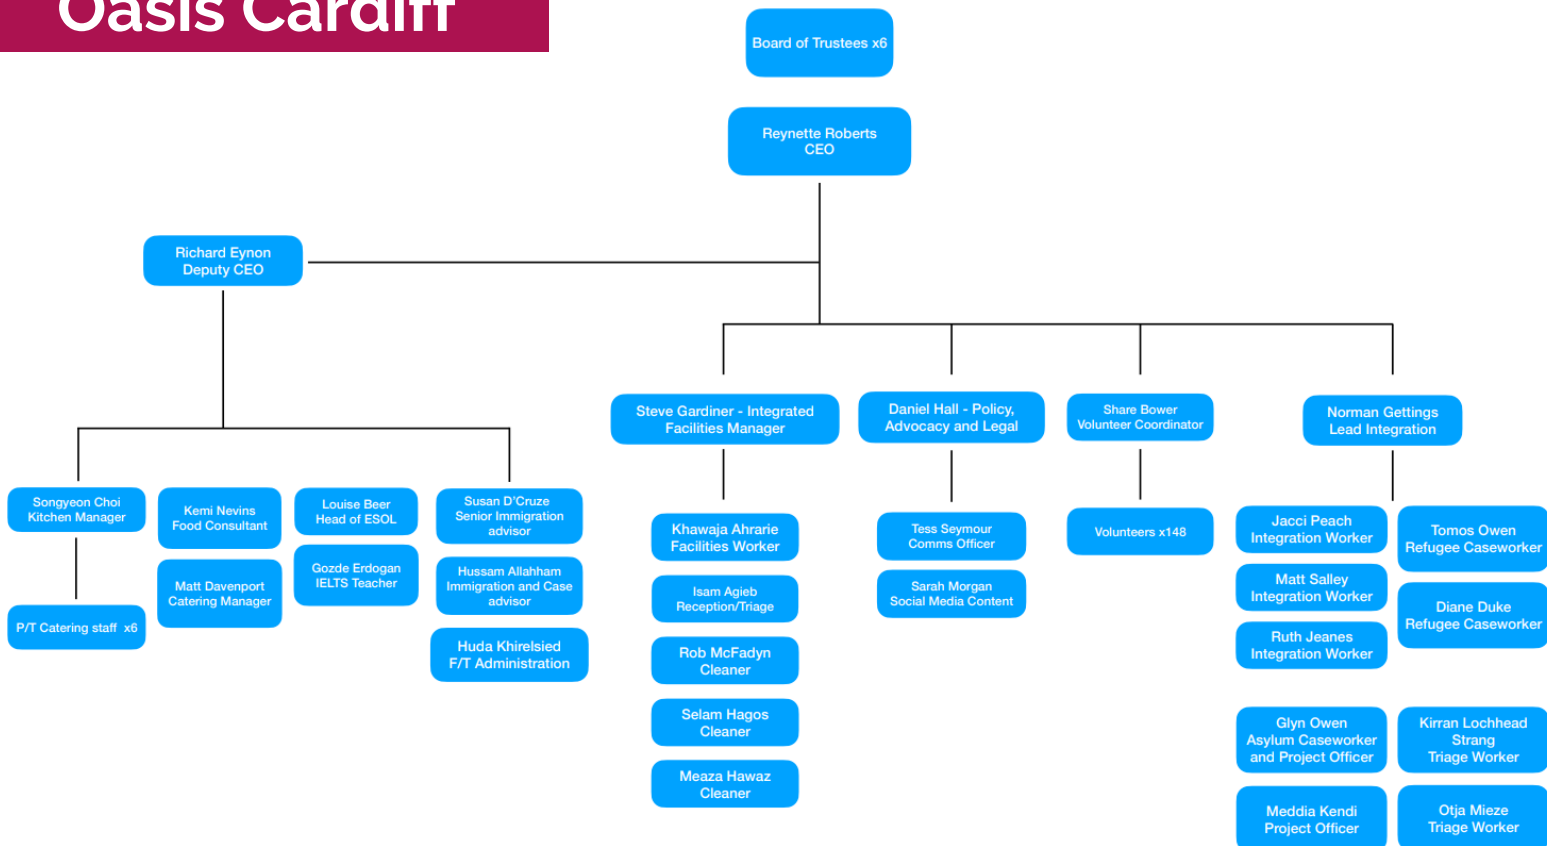 Oasis Cardiff
Board of Trustees x6
Reynette Roberts
CEO
Richard Eynon
Deputy CEO
Steve Gardiner - Integrated
Facilities Manager
Daniel Hall - Policy,
Advocacy and Legal
Share Bower
Volunteer Coordinator
Norman Gettings
Lead Integration
Songyeon Choi
Kitchen Manager
P/T Catering staff x6
Kemi Nevins
Food Consultant
Matt Davenport
Catering Manager
Louise Beer
Head of ESOL
Gozde Erdogan
IELTS Teacher
Susan D'Cruze
Senior Immigration
advisor
Hussam Allahham
Immigration and Case
advisor
Huda Khirelsied
F/T Administration
Khawaja Ahrarie
Facilities Worker
Isam Agieb
Reception/Triage
Rob McFadyn
Cleaner
Selam Hagos
Cleaner
Meaza Hawaz
Cleaner
Tess Seymour
Comms Officer
Sarah Morgan
Social Media Content
Volunteers x148
Jacci Peach
Integration Worker
Matt Salley
Integration Worker
Ruth Jeanes
Integration Worker
Tomos Owen
Refugee Caseworker
Diane Duke
Refugee Caseworker
Glyn Owen
Asylum Caseworker
and Project Officer
Kirran Lochhead
Strang
Triage Worker
Meddia Kendi
Project Officer
Otja Mieze
Triage Worker